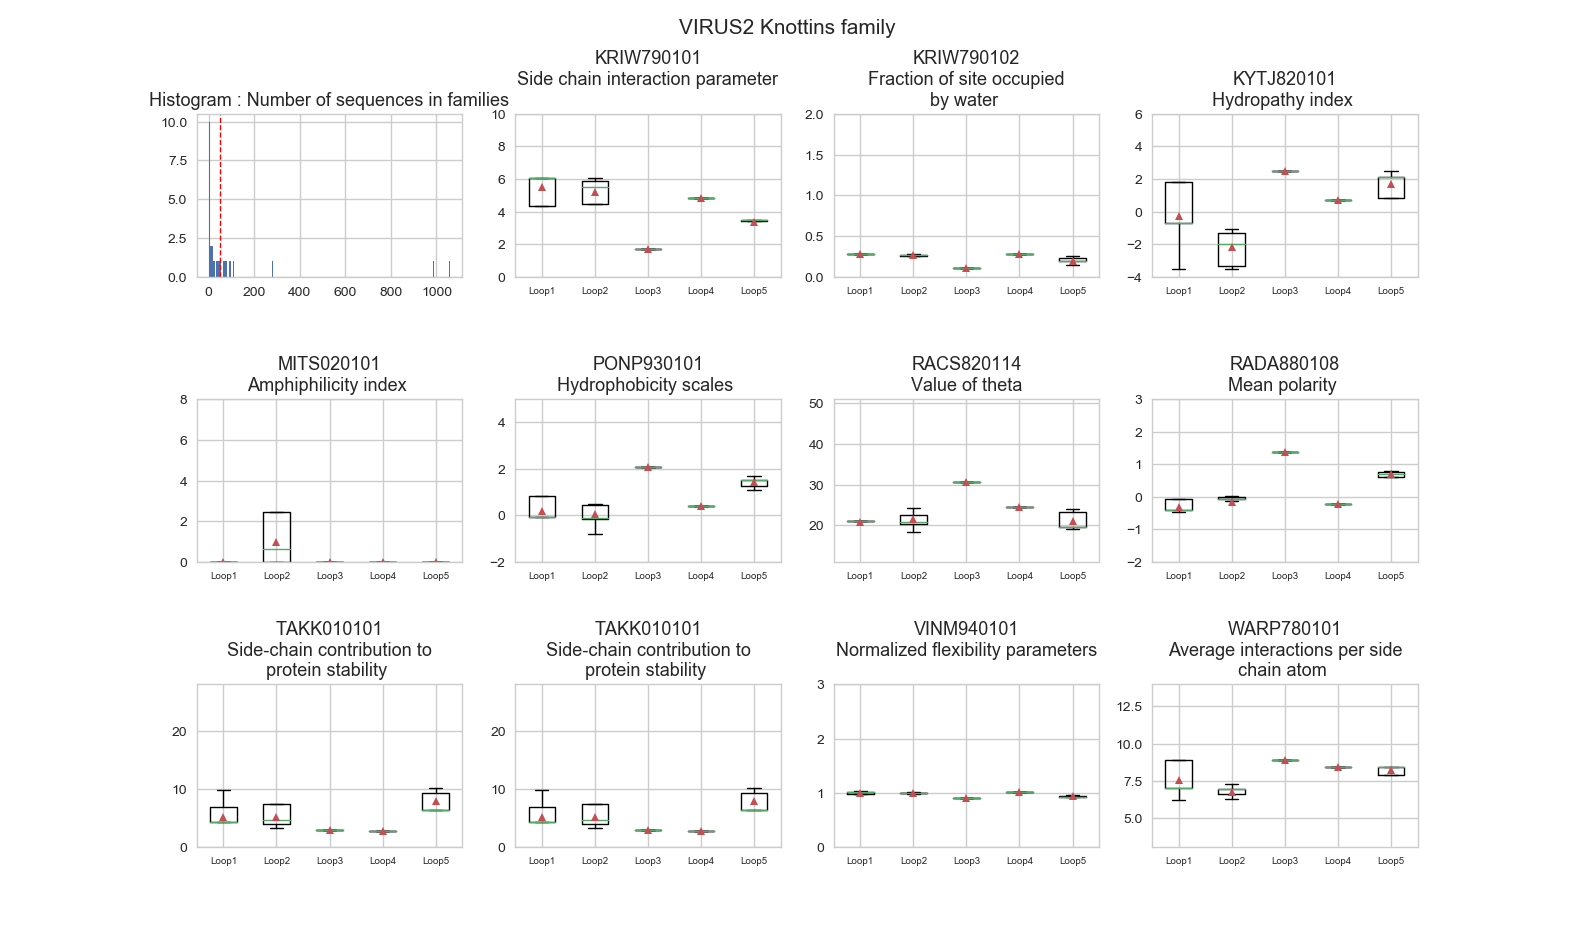 VIRUS2 Knottins family
Histogram : Number of sequences in families
10.0
7.5
5.0
2.5
0.0
0 200 400 600 800 1000
KRIW790101
Side chain interaction parameter
10
8
6
4
2
0
Loop1 Loop2 Loop3 Loop4 Loop5
KRIW790102
Fraction of site occupied
by water
2.0
1.5
1.0
0.5
0.0
Loop1 Loop2 Loop3 Loop4 Loop5
KYTJ820101
Hydropathy index
6
4
2
0
−2
−4
Loop1 Loop2 Loop3 Loop4 Loop5
MITS020101
Amphiphilicity index
8
6
4
2
0
Loop1 Loop2 Loop3 Loop4 Loop5
PONP930101
Hydrophobicity scales
4
2
0
−2
Loop1 Loop2 Loop3 Loop4 Loop5
RACS820114
Value of theta
50
40
30
20
Loop1 Loop2 Loop3 Loop4 Loop5
RADA880108
Mean polarity
3
2
1
0
−1
−2
Loop1 Loop2 Loop3 Loop4 Loop5
TAKK010101
Side-chain contribution to
protein stability
20
10
0
Loop1 Loop2 Loop3 Loop4 Loop5
TAKK010101
Side-chain contribution to
protein stability
20
10
0
Loop1 Loop2 Loop3 Loop4 Loop5
VINM940101
Normalized flexibility parameters
3
2
1
0
Loop1 Loop2 Loop3 Loop4 Loop5
WARP780101
Average interactions per side
chain atom
12.5
10.0
7.5
5.0
Loop1 Loop2 Loop3 Loop4 Loop5